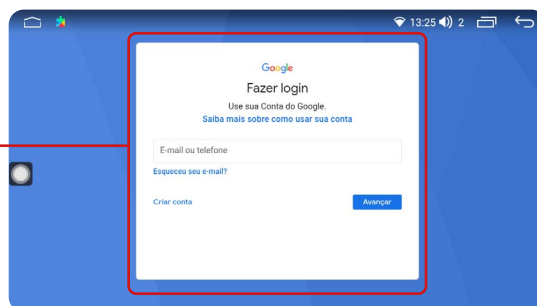 13:25 2
Google
Fazer login
Use sua Conta do Google.
Saiba mais sobre como usar sua conta
E-mail ou telefone
Esqueceu seu e-mail?
Criar conta Avançar